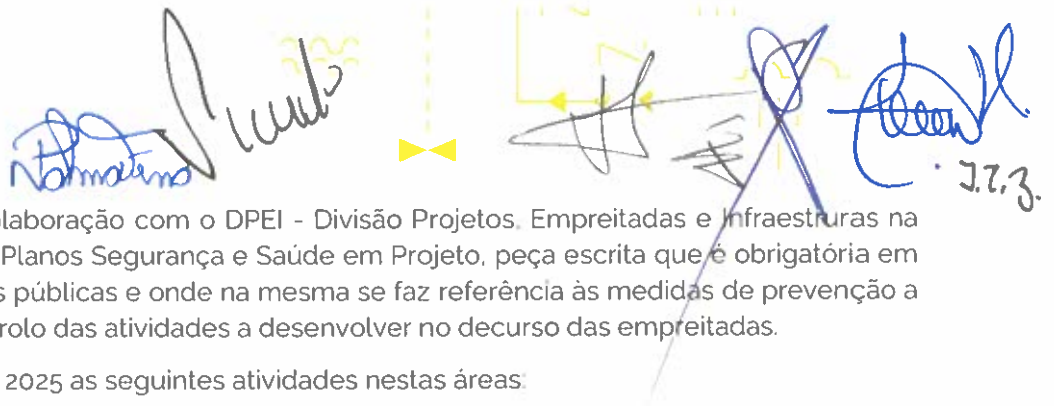 J.T.Z.
laboração com o DPEI - Divisão Projetos, Empreitadas e Infraestruras na
Planos Segurança e Saúde em Projeto, peça escrita que é obrigatória em
s públicas e onde na mesma se faz referência às medidas de prevenção a
rolo das atividades a desenvolver no decurso das empreitadas.
2025 as seguintes atividades nestas áreas: